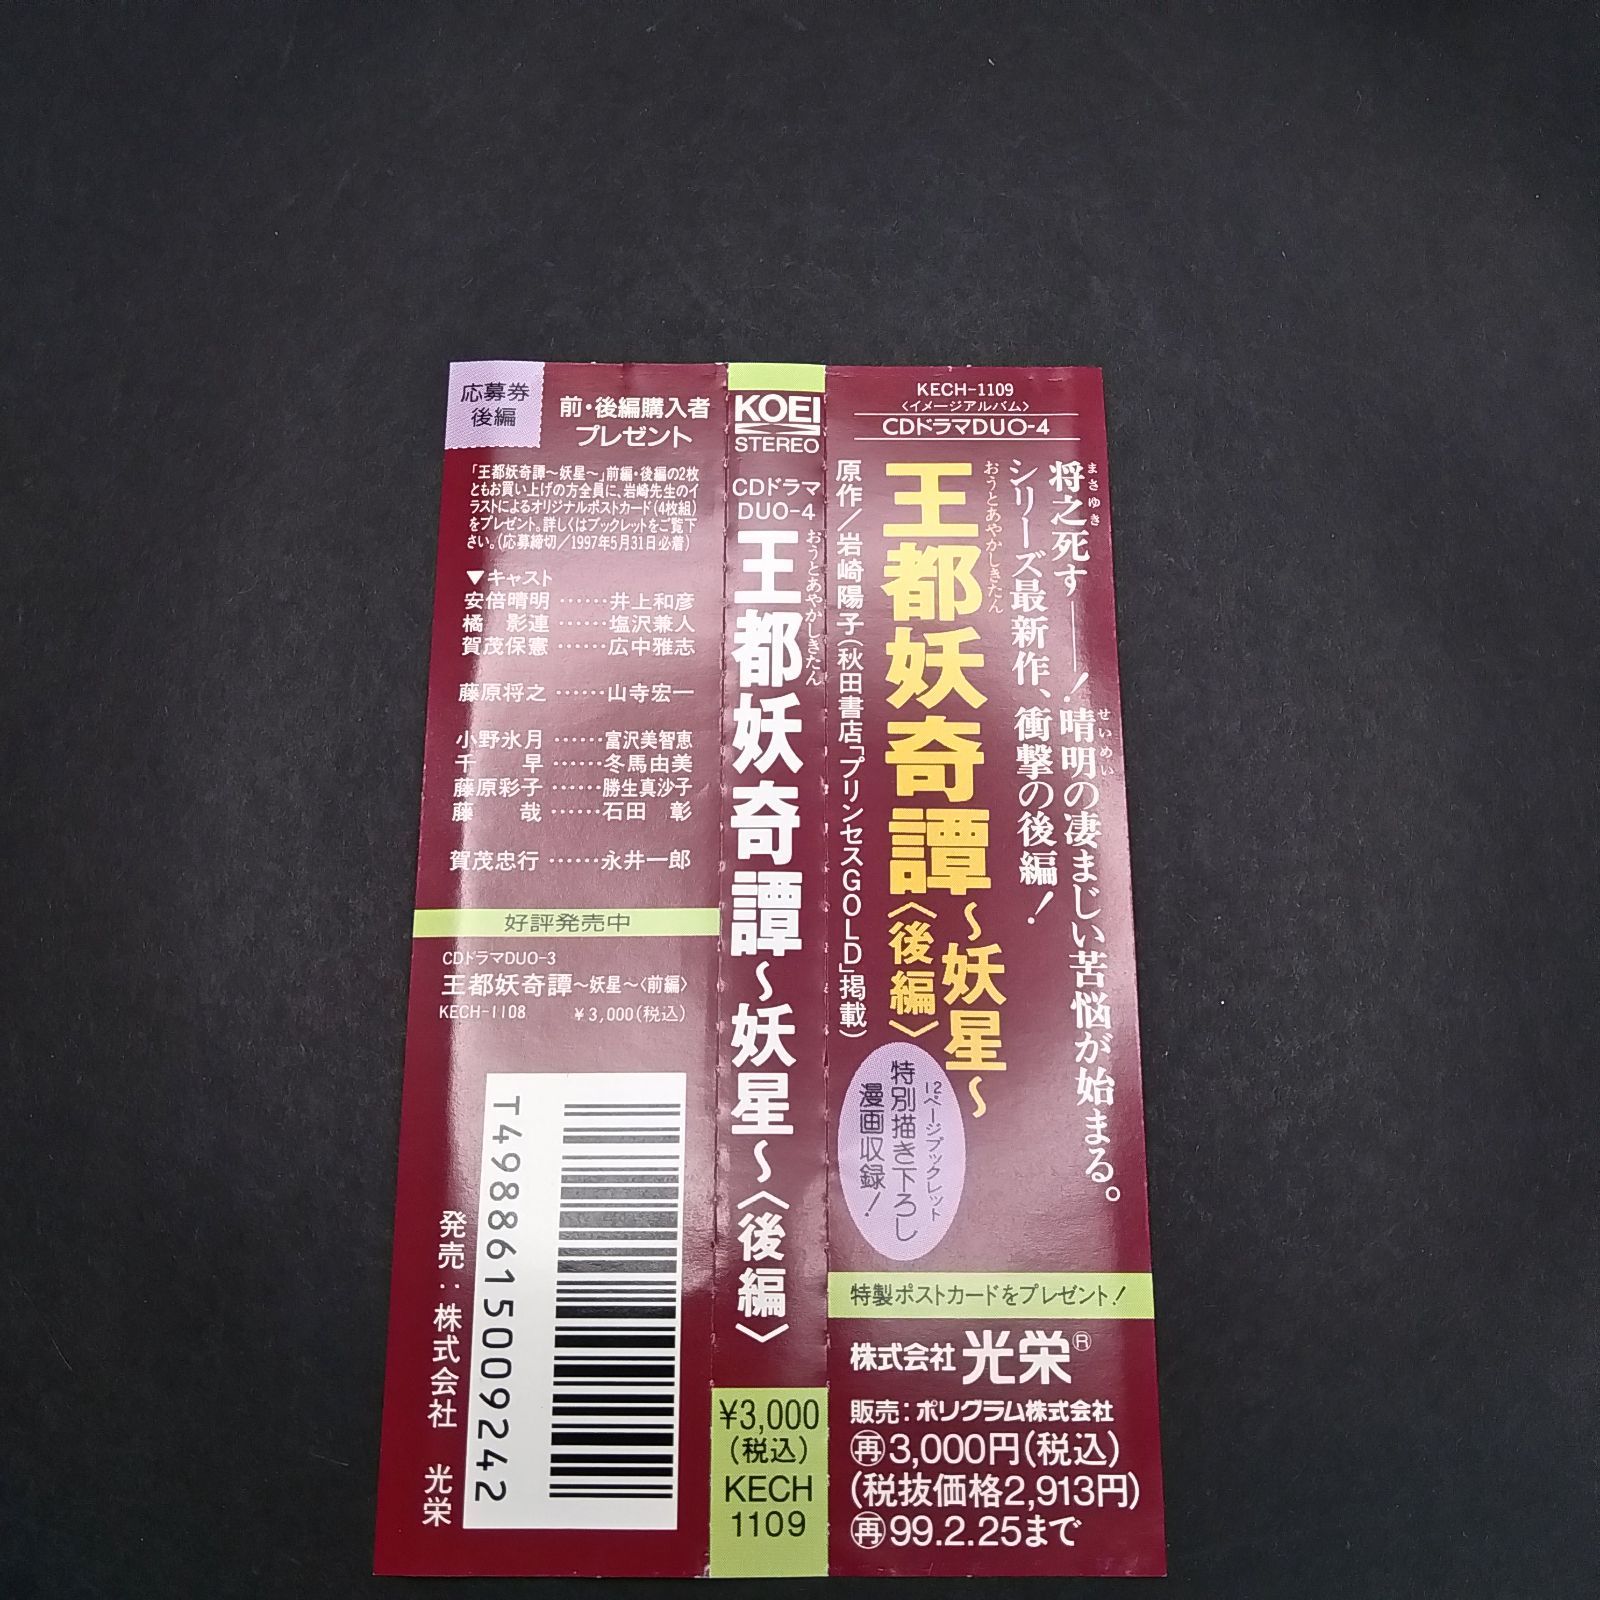 応募券
後編
前・後編購入者
プレゼント
「王都妖奇譚〜妖星〜」前編・後編の2枚
ともお買い上げの方全員に、岩崎先生のイ
ラストによるオリジナルポストカード(4枚組)
をプレゼント。詳しくはブックレットをご覧下
さい。(応募締切/1997年5月31日必着)
▼キャスト
安倍晴明……井上和彦
橘　影連……塩沢兼人
賀茂保憲……広中雅志
藤原将之……山寺宏一
小野氷月……富沢美智恵
千　早……冬馬由美
藤原彩子……勝生真沙子
藤　哉……石田　彰
賀茂忠行……永井一郎
好評発売中
CDドラマDUO-3
王都妖奇譚〜妖星〜〈前編〉
KECH-1108　¥3,000(税込)
T4988615009242
発売:株式会社　光栄
KOEI
STEREO
CDドラマ
DUO-4
おうとあやかしきたん
王都妖奇譚〜妖星〜〈後編〉
¥3,000
(税込)
KECH
1109
KECH-1109
〈イメージアルバム〉
CDドラマDUO-4
まさゆき
せいめい
将之死す――！晴明の凄まじい苦悩が始まる。
シリーズ最新作、衝撃の後編！
おうとあやかしきたん
王都妖奇譚〜妖星〜
〈後編〉
原作/岩崎陽子(秋田書店「プリンセスGOLD」掲載)
12ページブックレット
特別描き下ろし
漫画収録！
特製ポストカードをプレゼント！
株式会社 光栄®
販売:ポリグラム株式会社
再3,000円(税込)
(税抜価格2,913円)
再99.2.25まで